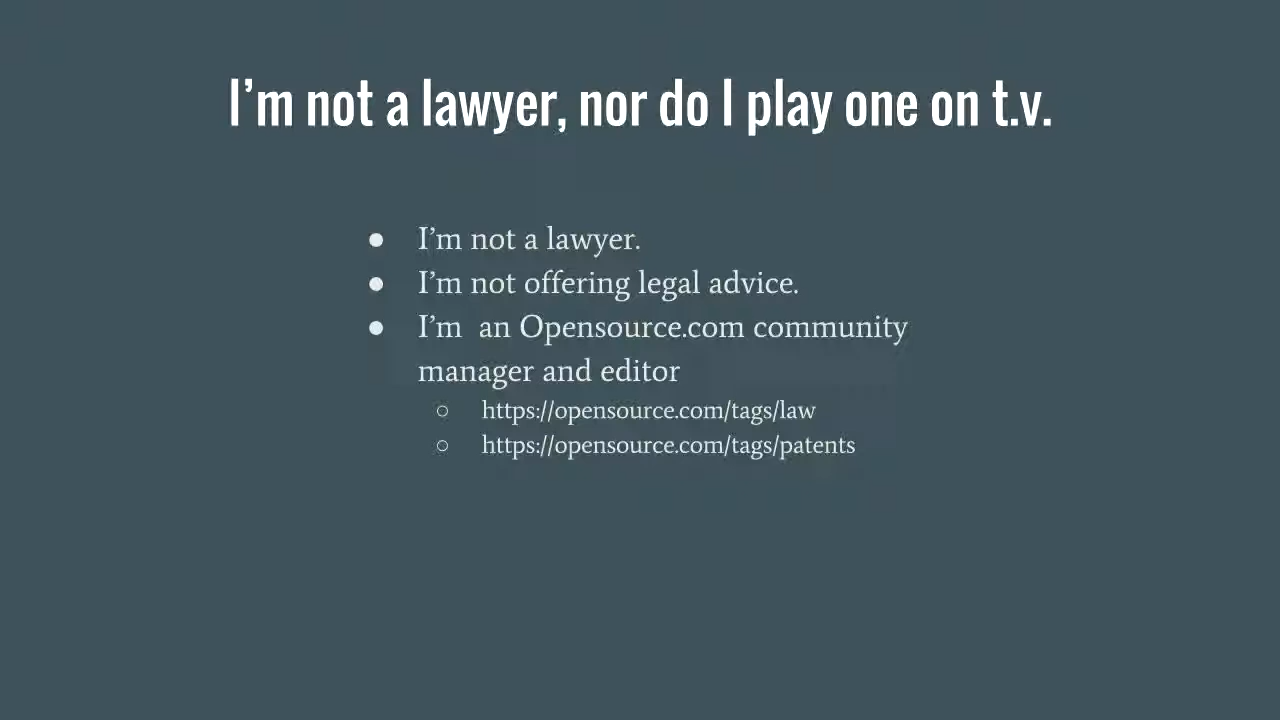 I'm not a lawyer, nor do I play one on t.v.
● I'm not a lawyer.
● I'm not offering legal advice.
● I'm  an Opensource.com community
manager and editor
○ https://opensource.com/tags/law
○ https://opensource.com/tags/patents